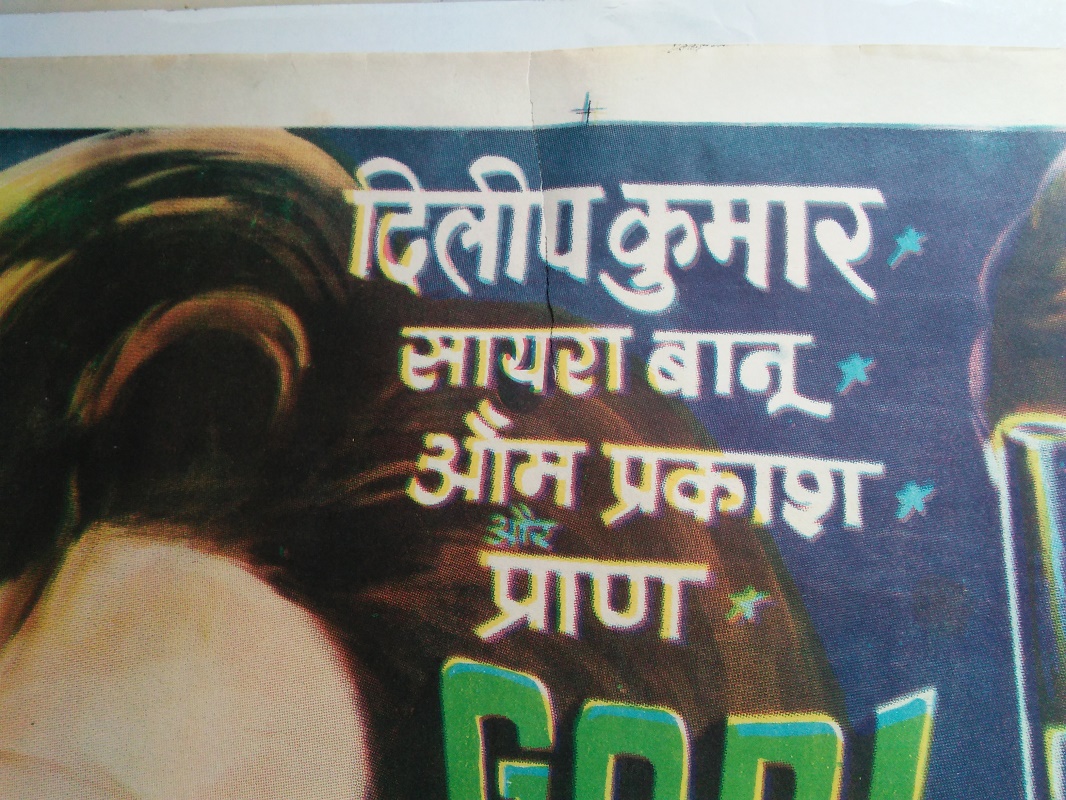 दिलीप कुमार
सायरा बानू
ओम प्रकाश
और
प्राण
GOPI